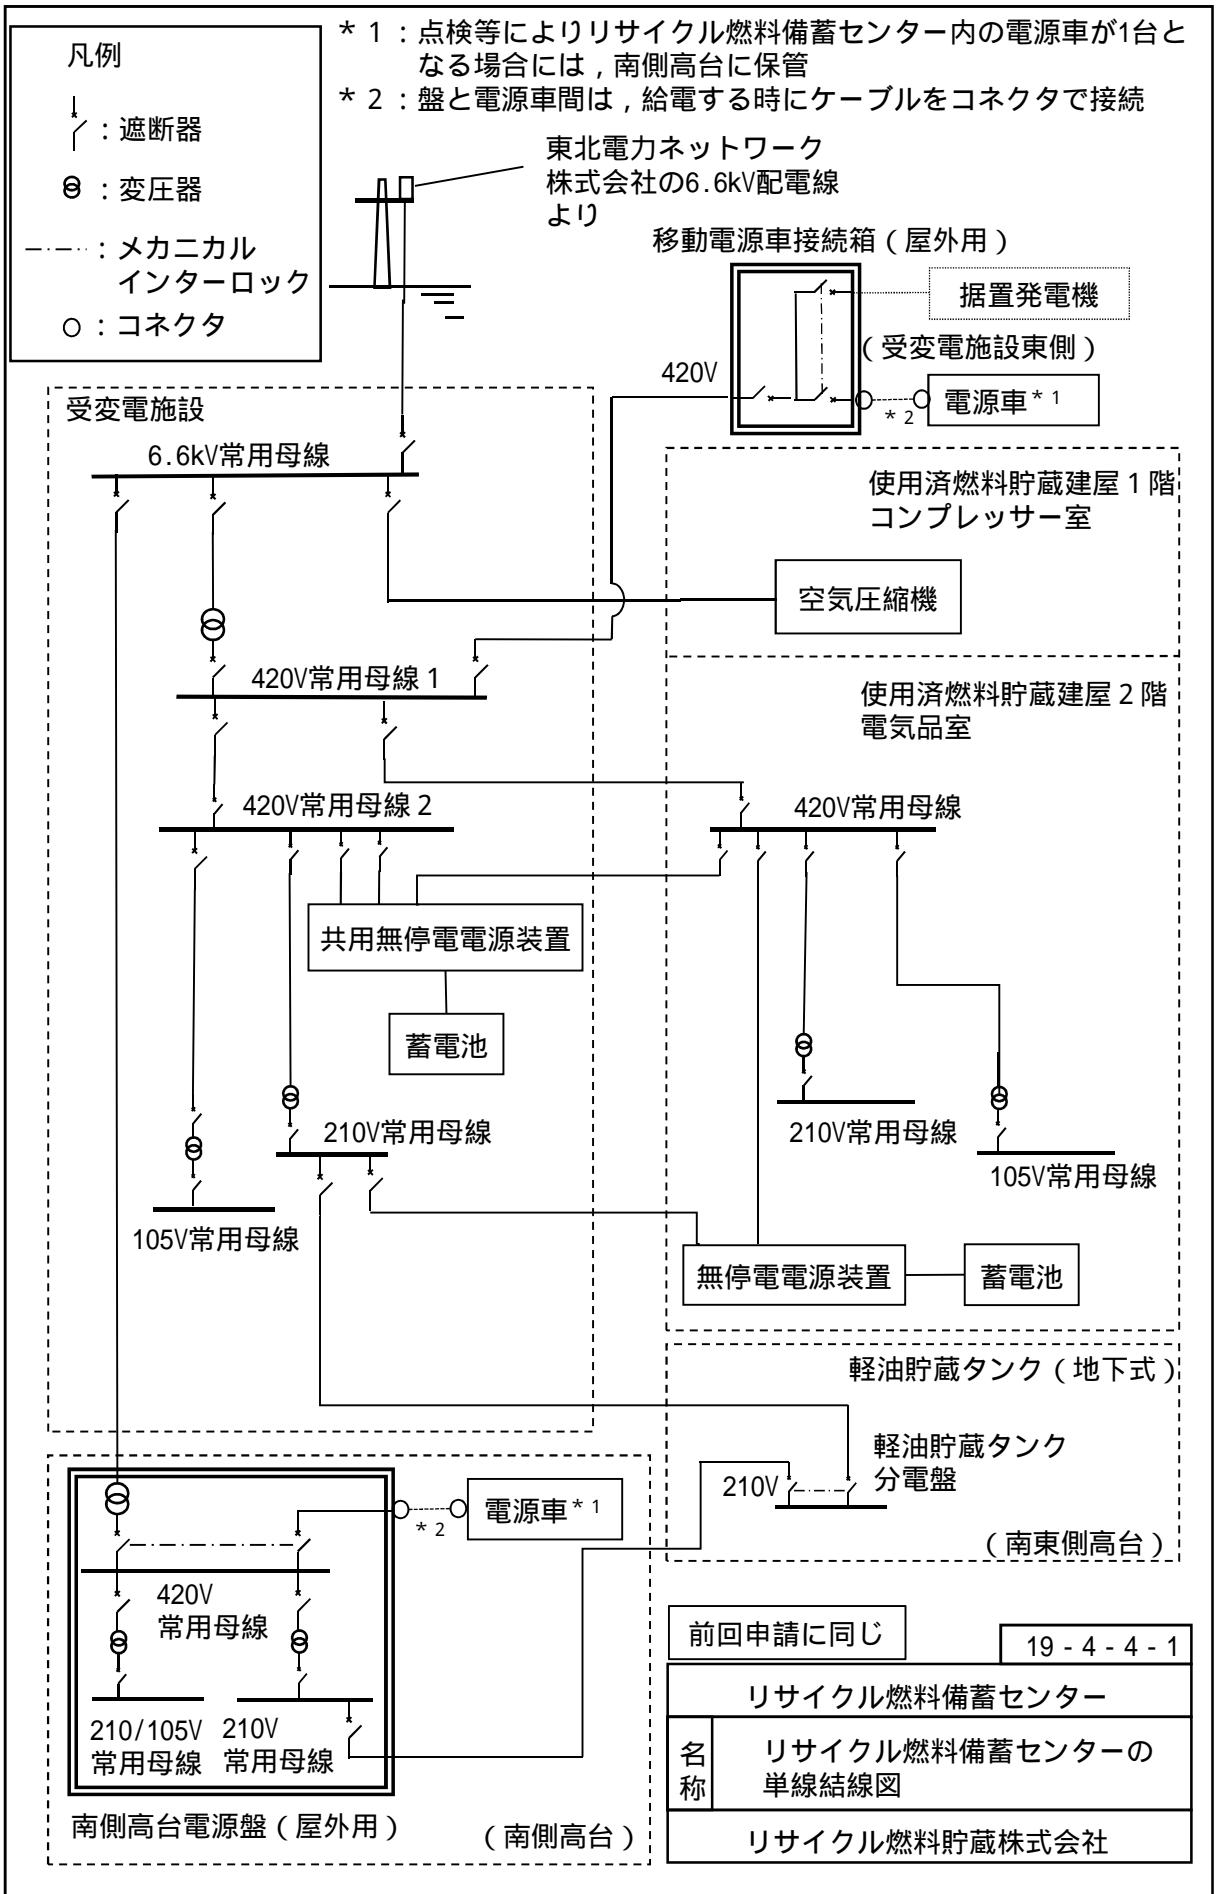 凡例
：遮断器
：変圧器
：メカニカル
インターロック
：コネクタ
＊1：点検等によりリサイクル燃料備蓄センター内の電源車が1台と
なる場合には，南側高台に保管
＊2：盤と電源車間は，給電する時にケーブルをコネクタで接続
東北電力ネットワーク
株式会社の6.6kV配電線
より
移動電源車接続箱（屋外用）
据置発電機
（受変電施設東側）
420V
電源車＊1
＊2
受変電施設
6.6kV常用母線
使用済燃料貯蔵建屋1階
コンプレッサー室
空気圧縮機
420V常用母線1
使用済燃料貯蔵建屋2階
電気品室
420V常用母線2
420V常用母線
共用無停電電源装置
蓄電池
210V常用母線
105V常用母線
210V常用母線
105V常用母線
無停電電源装置
蓄電池
軽油貯蔵タンク（地下式）
軽油貯蔵タンク
分電盤
210V
（南東側高台）
電源車＊1
＊2
420V
常用母線
210/105V
常用母線
210V
常用母線
南側高台電源盤（屋外用）
（南側高台）
前回申請に同じ
19-4-4-1
リサイクル燃料備蓄センター
名称
リサイクル燃料備蓄センターの
単線結線図
リサイクル燃料貯蔵株式会社